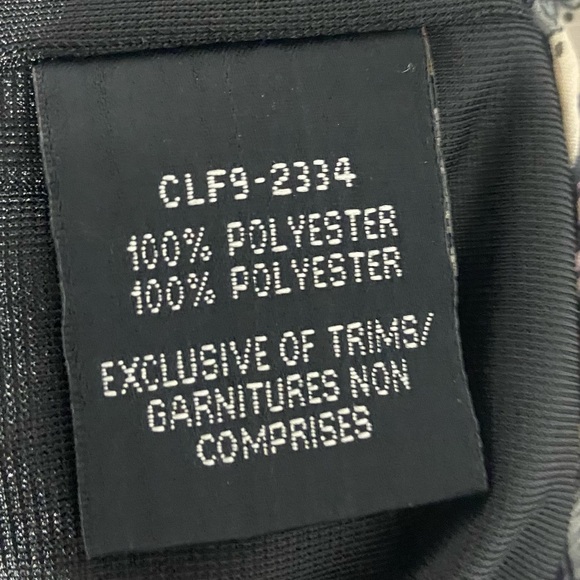 CLF9-2334
100% POLYESTER
100% POLYESTER
EXCLUSIVE OF TRIMS/
GARNITURES NON
COMPRISES